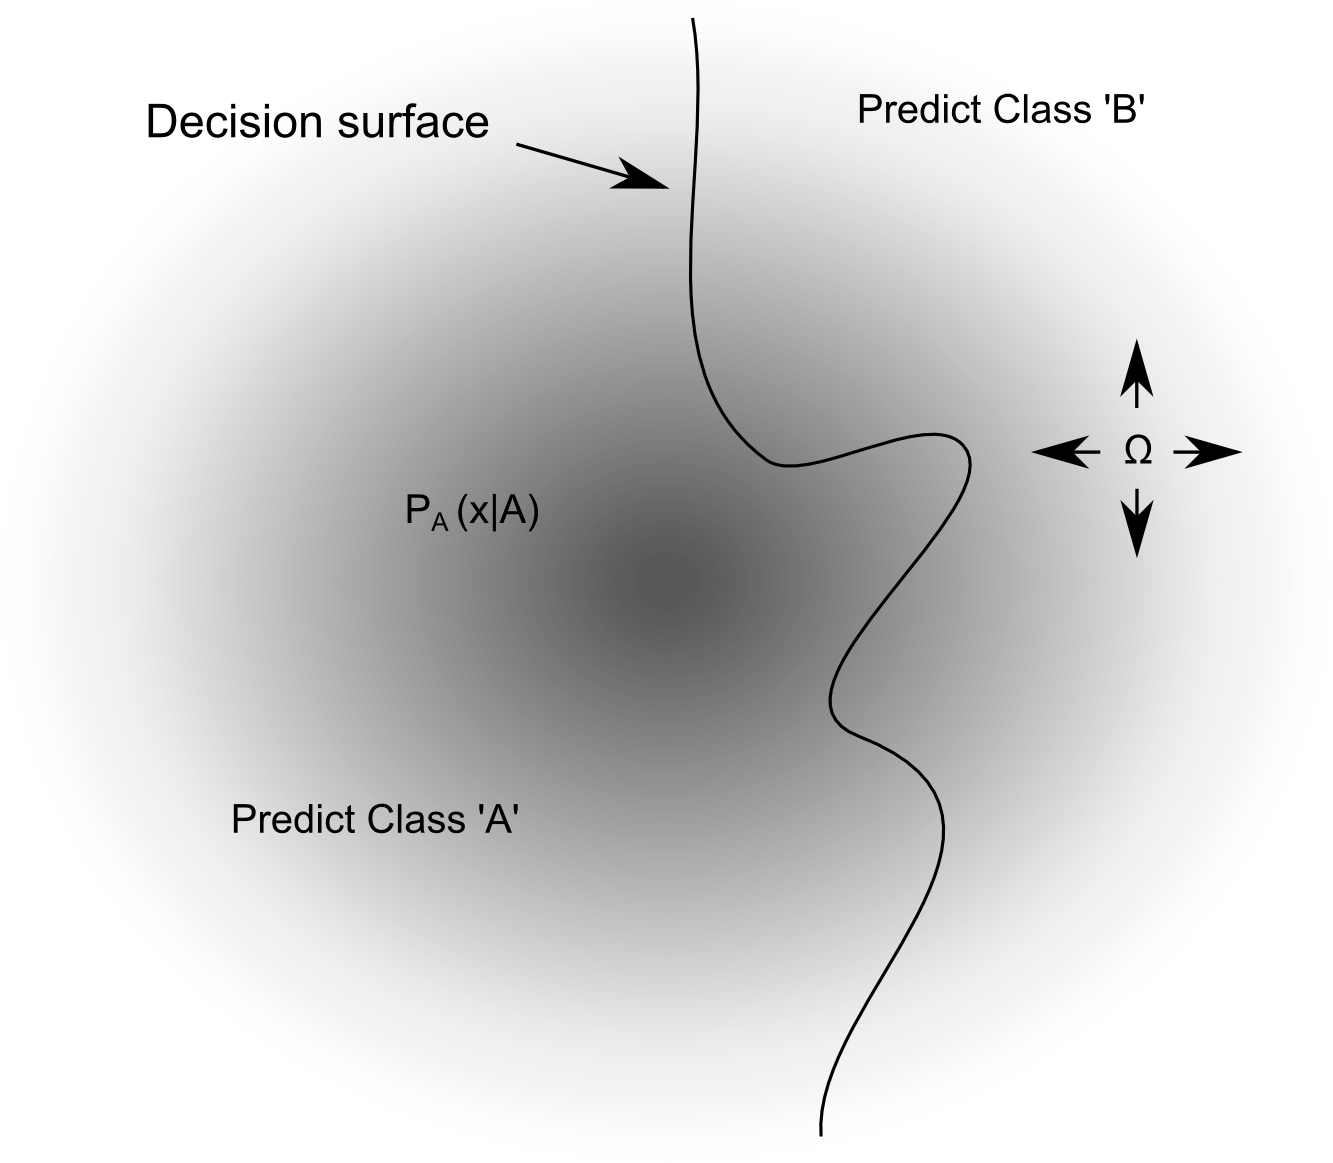 Predict Class 'B'
Decision surface
Ω
P_A (x|A)
Predict Class 'A'